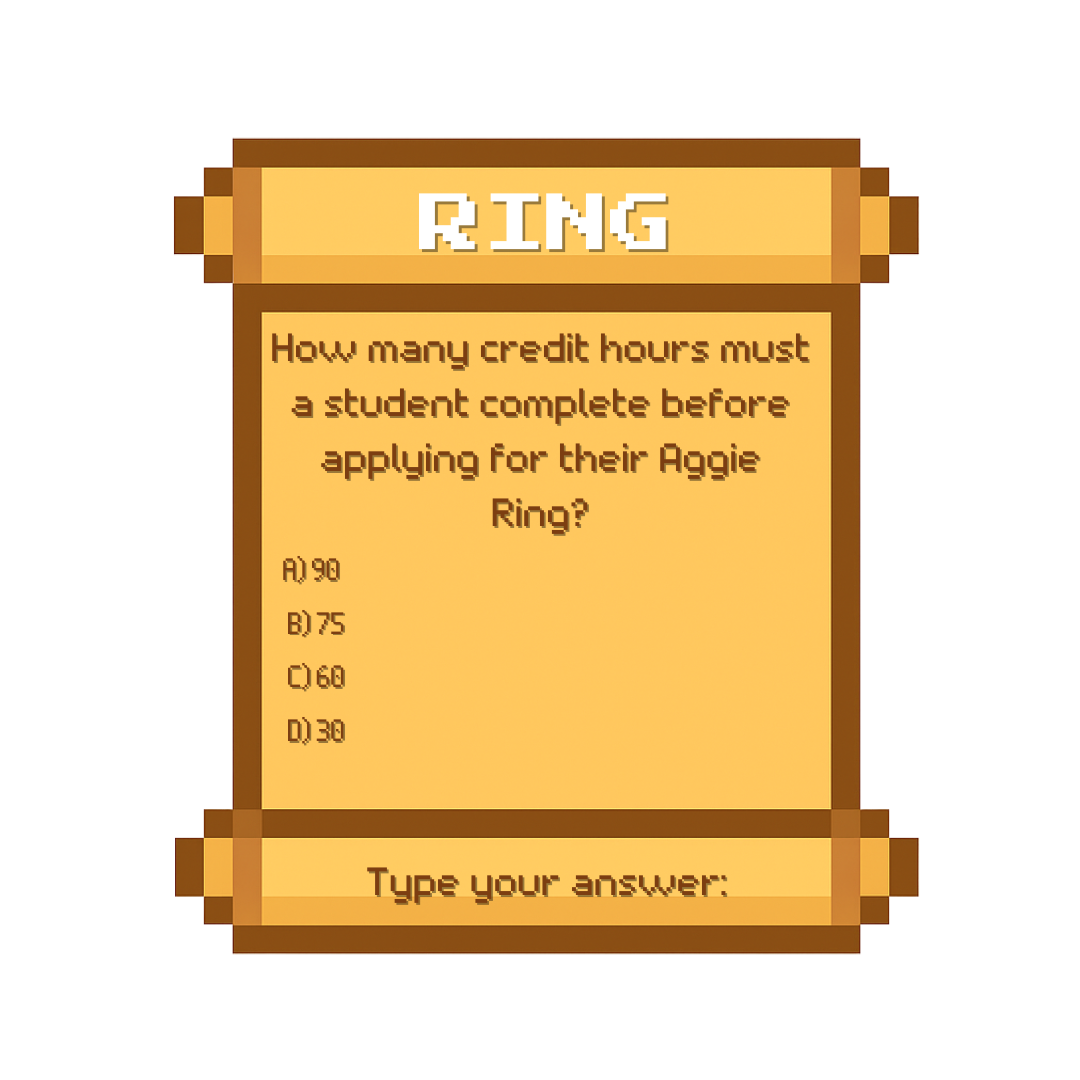 RING
How many credit hours must
a student complete before
applying for their Aggie
Ring?
A) 90
B) 75
C) 60
D) 30
Type your answer: